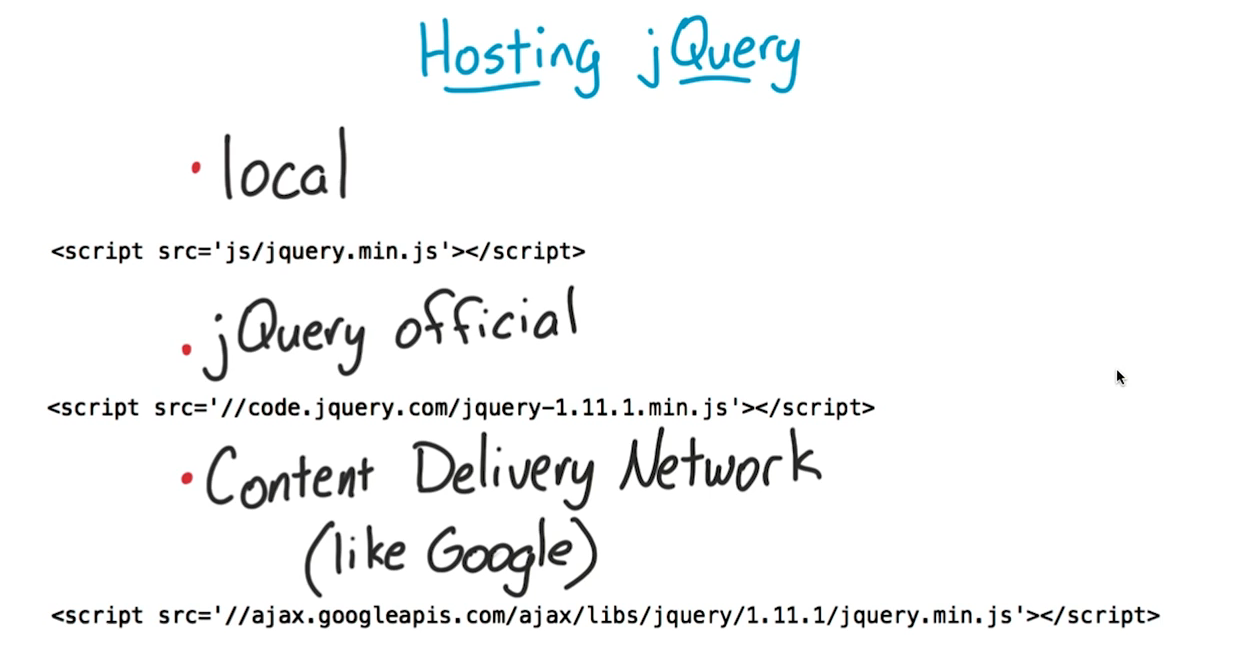 Hosting jQuery
• local
<script src='js/jquery.min.js'></script>
• jQuery official
<script src='//code.jquery.com/jquery-1.11.1.min.js'></script>
• Content Delivery Network
(like Google)
<script src='//ajax.googleapis.com/ajax/libs/jquery/1.11.1/jquery.min.js'></script>